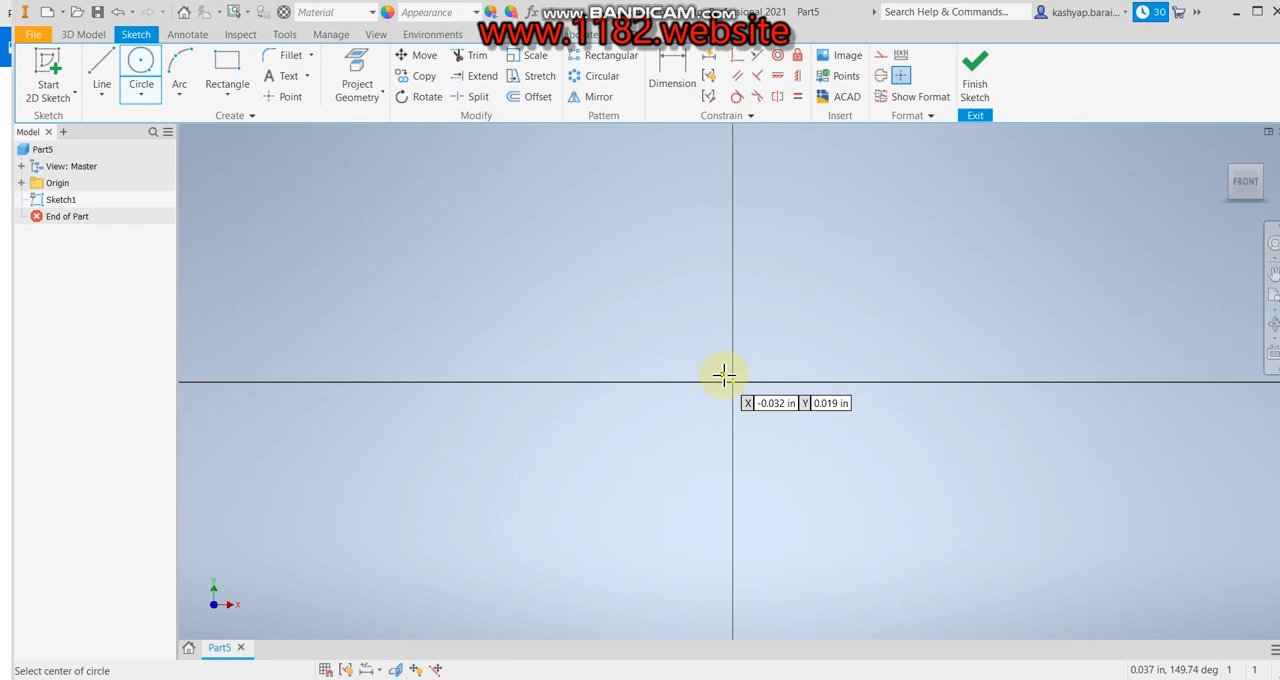 Material
Appearance
www.BANDICAM.com
2021 Part5
Search Help & Commands...
kashyap.barai...
30
www.1182.website
File
3D Model
Sketch
Annotate
Inspect
Tools
Manage
View
Environments
Start
2D Sketch
Line
Circle
Arc
Rectangle
Fillet
Text
Point
Project
Geometry
Move
Copy
Rotate
Trim
Extend
Split
Scale
Stretch
Offset
Rectangular
Circular
Mirror
Dimension
Image
Points
ACAD
Show Format
Finish
Sketch
Sketch
Create
Modify
Pattern
Constrain
Insert
Format
Exit
Model
Part5
View: Master
Origin
Sketch1
End of Part
FRONT
X -0.032 in Y 0.019 in
Y
X
Part5
Select center of circle
0.037 in, 149.74 deg 1 1